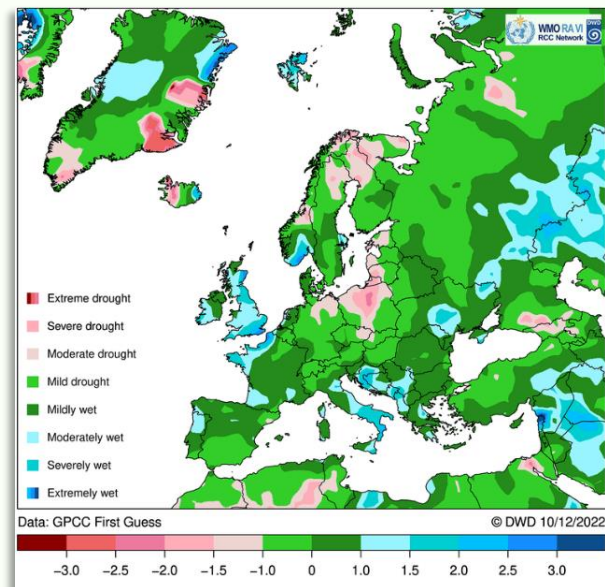 WMO RA VI
RCC Network
DWD
Extreme drought
Severe drought
Moderate drought
Mild drought
Mildly wet
Moderately wet
Severely wet
Extremely wet
Data: GPCC First Guess
© DWD 10/12/2022
−3.0 −2.5 −2.0 −1.5 −1.0 0 1.0 1.5 2.0 2.5 3.0